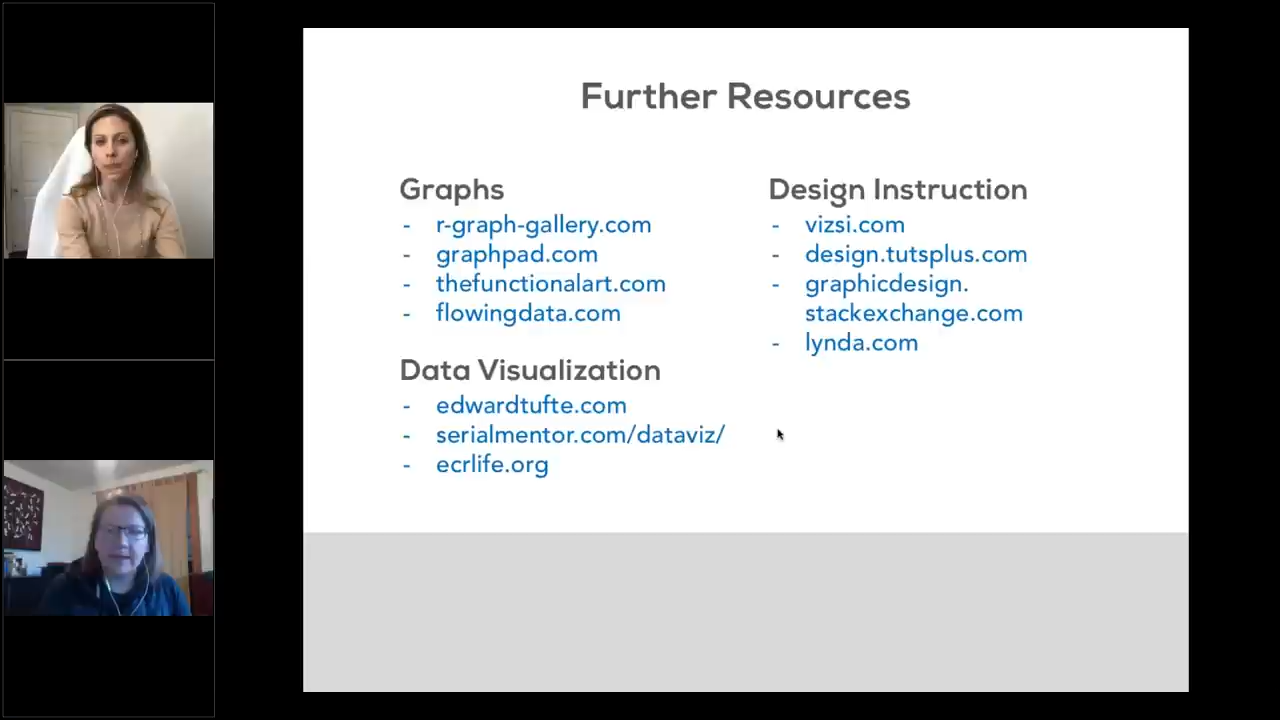 Further Resources
Graphs
- r-graph-gallery.com
- graphpad.com
- thefunctionalart.com
- flowingdata.com
Data Visualization
- edwardtufte.com
- serialmentor.com/dataviz/
- ecrlife.org
Design Instruction
- vizsi.com
- design.tutsplus.com
- graphicdesign.
stackexchange.com
- lynda.com